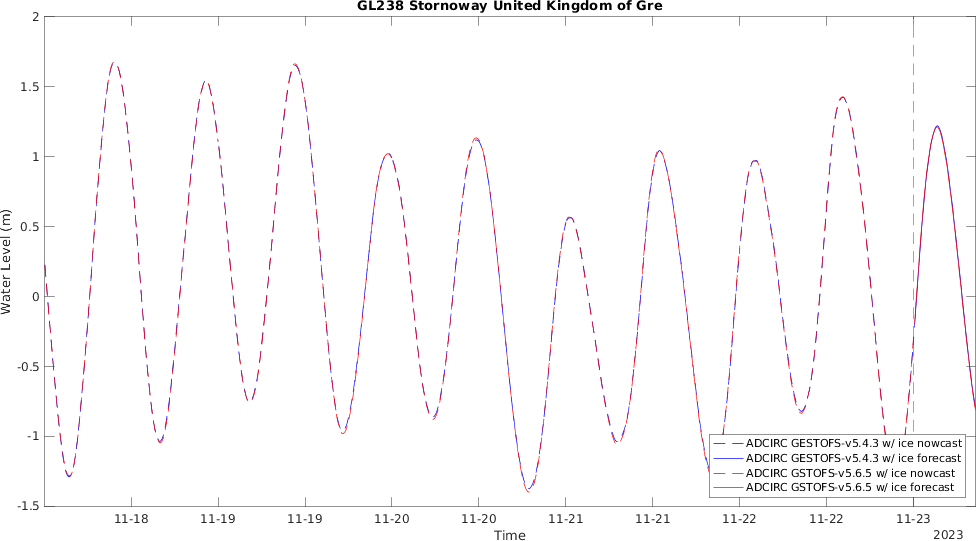 GL238 Stornoway United Kingdom of Gre
2
1.5
1
0.5
0
-0.5
-1
-1.5
Water Level (m)
ADCIRC GESTOFS-v5.4.3 w/ ice nowcast
ADCIRC GESTOFS-v5.4.3 w/ ice forecast
ADCIRC GSTOFS-v5.6.5 w/ ice nowcast
ADCIRC GSTOFS-v5.6.5 w/ ice forecast
11-18 11-19 11-19 11-20 11-20 11-21 11-21 11-22 11-22 11-23
Time
2023